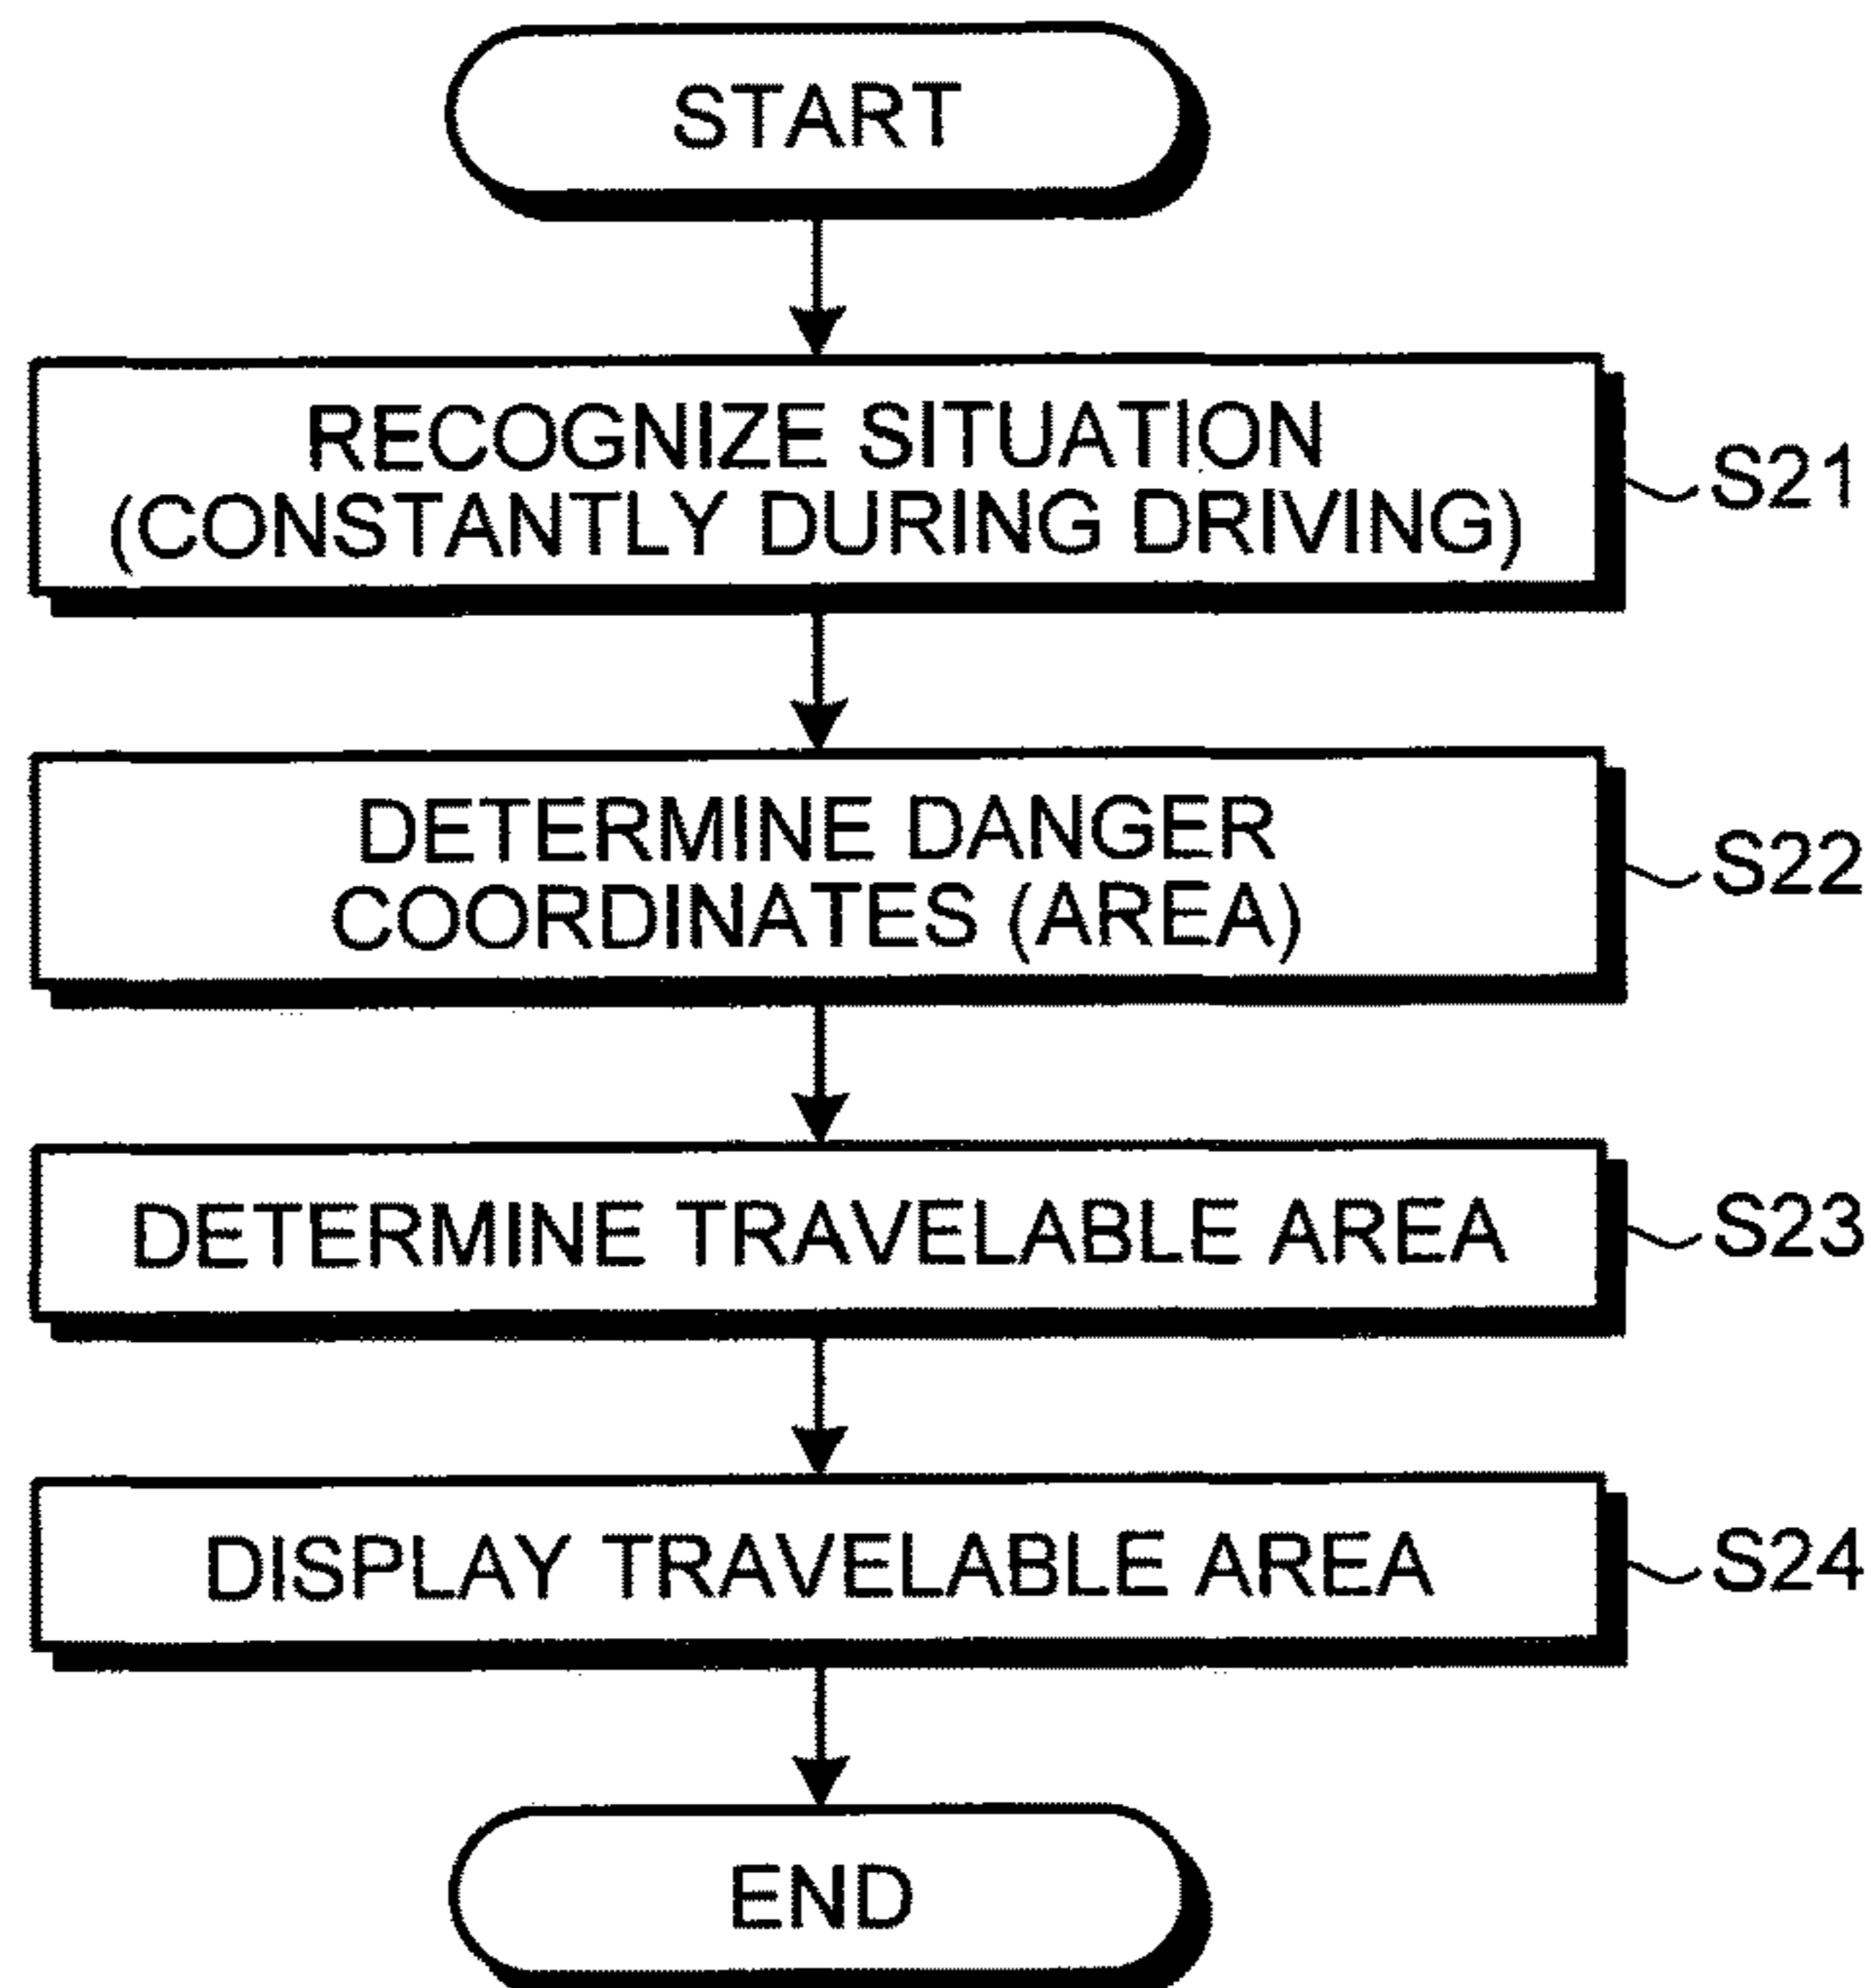 START
RECOGNIZE SITUATION
(CONSTANTLY DURING DRIVING)
S21
DETERMINE DANGER
COORDINATES (AREA)
S22
DETERMINE TRAVELABLE AREA
S23
DISPLAY TRAVELABLE AREA
S24
END